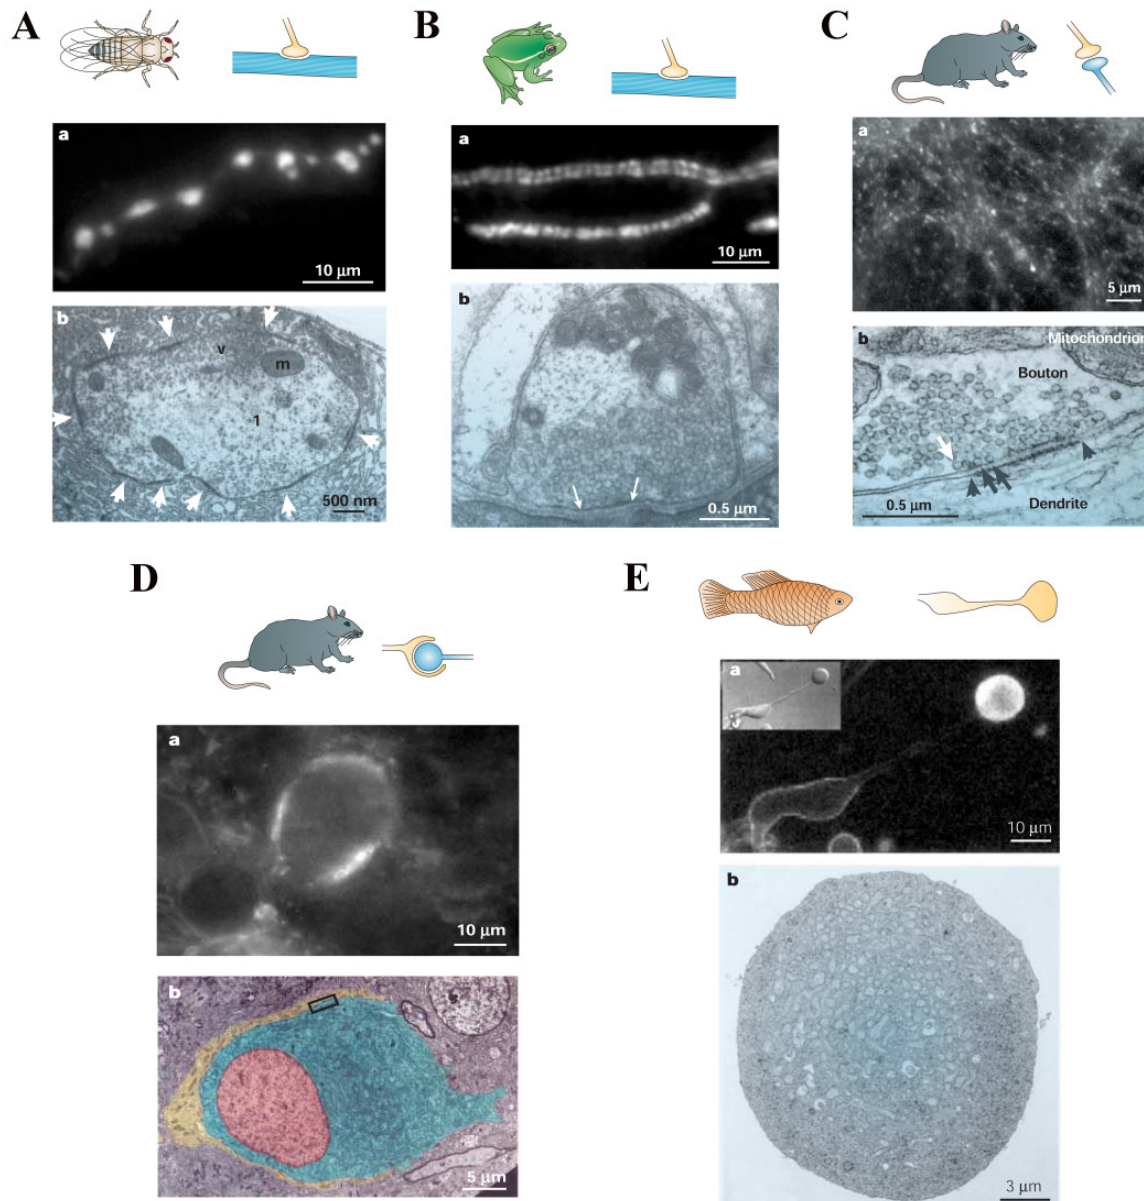 A
B
C
a
10 μm
b
v
m
1
500 nm
a
10 μm
b
0.5 μm
a
5 μm
b
Mitochondrion
Bouton
0.5 μm
Dendrite
D
E
a
10 μm
b
5 μm
a
10 μm
b
3 μm